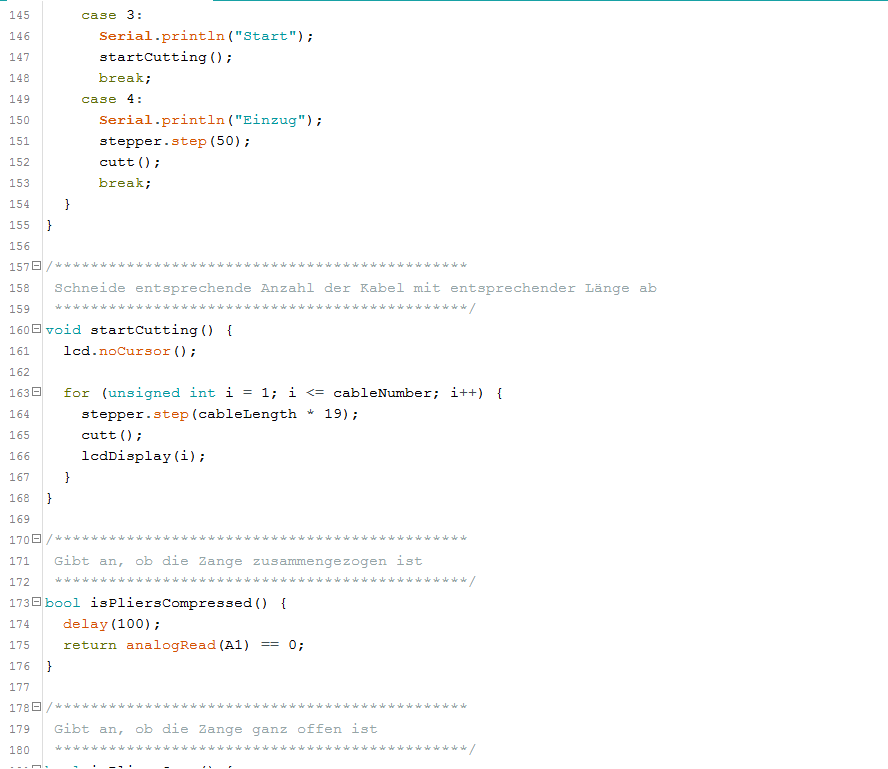 145 case 3:
146 Serial.println("Start");
147 startCutting();
148 break;
149 case 4:
150 Serial.println("Einzug");
151 stepper.step(50);
152 cutt();
153 break;
154 }
155 }
156
157 /**********************************************
158 Schneide entsprechende Anzahl der Kabel mit entsprechender Länge ab
159 **********************************************/
160 void startCutting() {
161 lcd.noCursor();
162
163 for (unsigned int i = 1; i <= cableNumber; i++) {
164 stepper.step(cableLength * 19);
165 cutt();
166 lcdDisplay(i);
167 }
168 }
169
170 /**********************************************
171 Gibt an, ob die Zange zusammengezogen ist
172 **********************************************/
173 bool isPliersCompressed() {
174 delay(100);
175 return analogRead(A1) == 0;
176 }
177
178 /**********************************************
179 Gibt an, ob die Zange ganz offen ist
180 **********************************************/